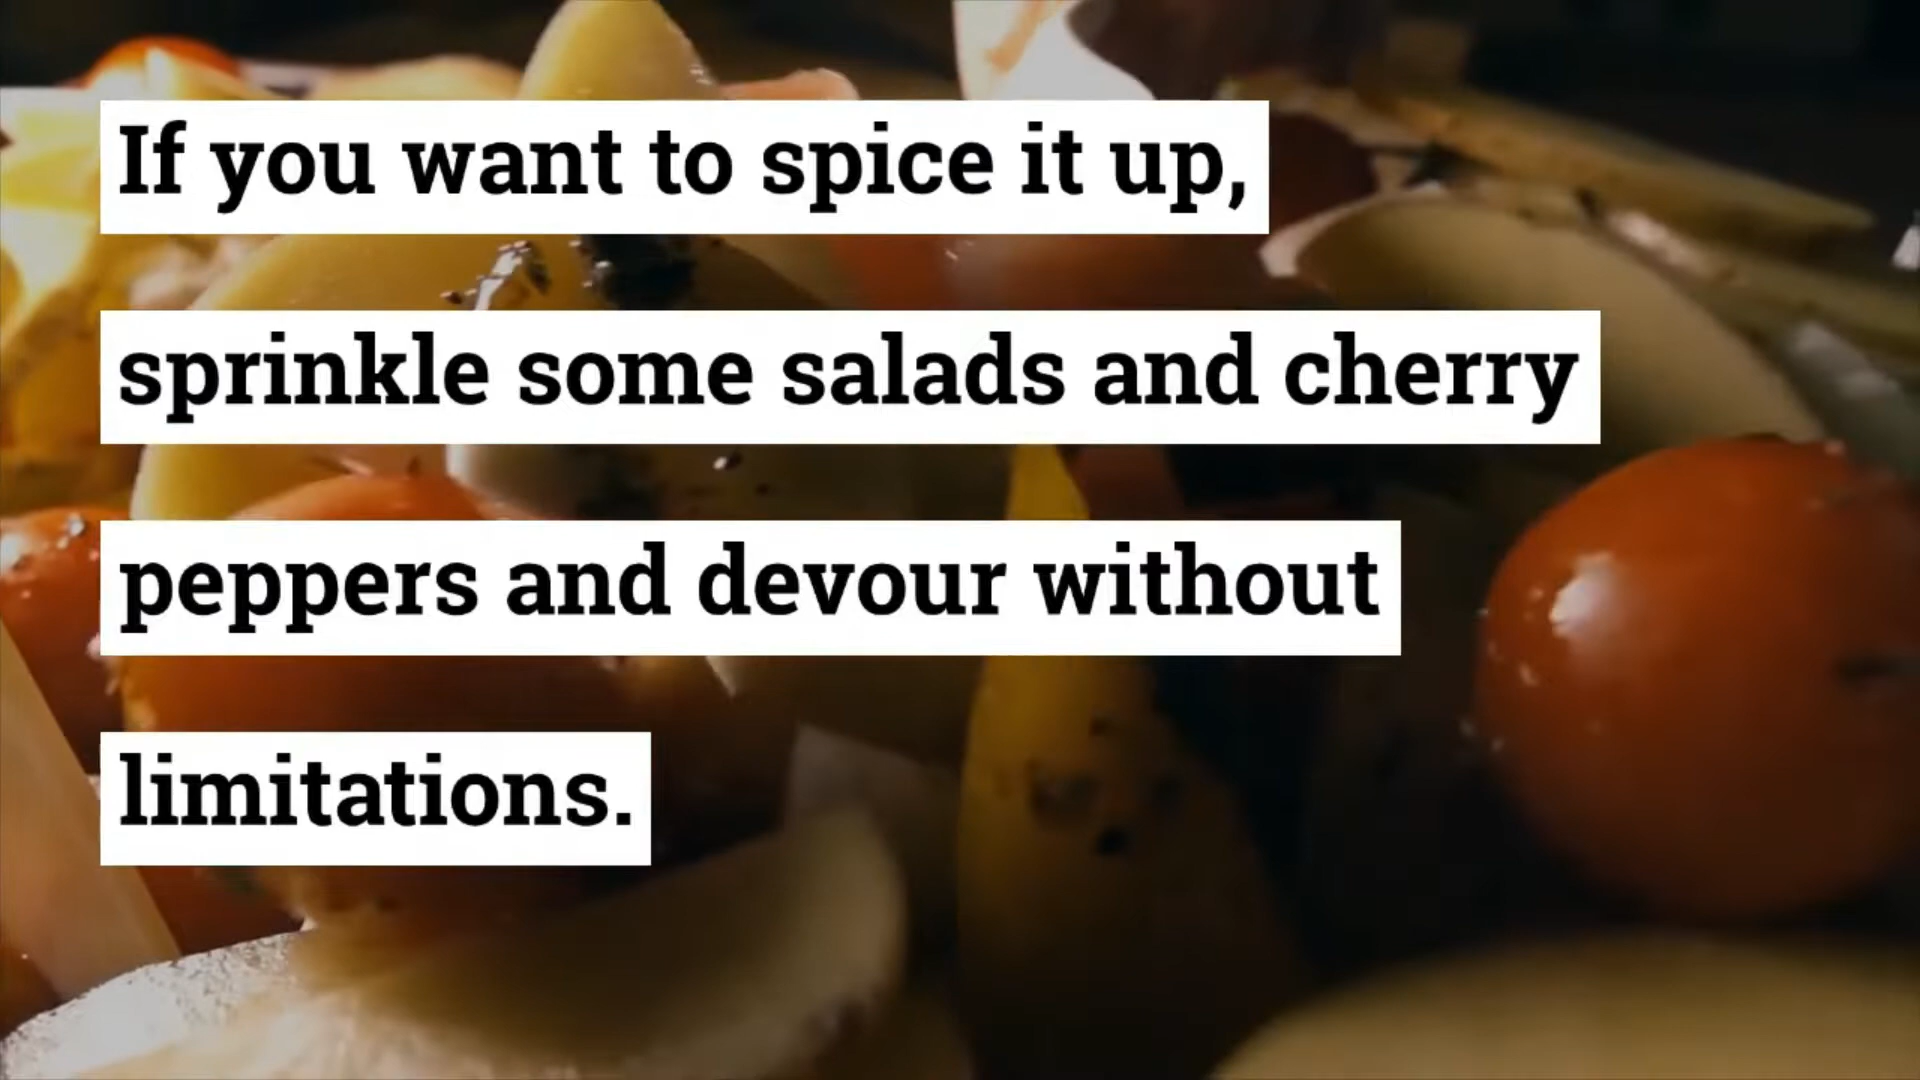 If you want to spice it up,
sprinkle some salads and cherry
peppers and devour without
limitations.